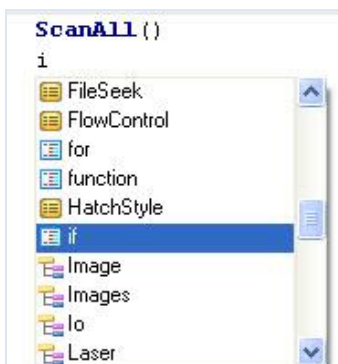 ScanAll()
i
FileSeek
FlowControl
for
function
HatchStyle
if
Image
Images
Io
Laser